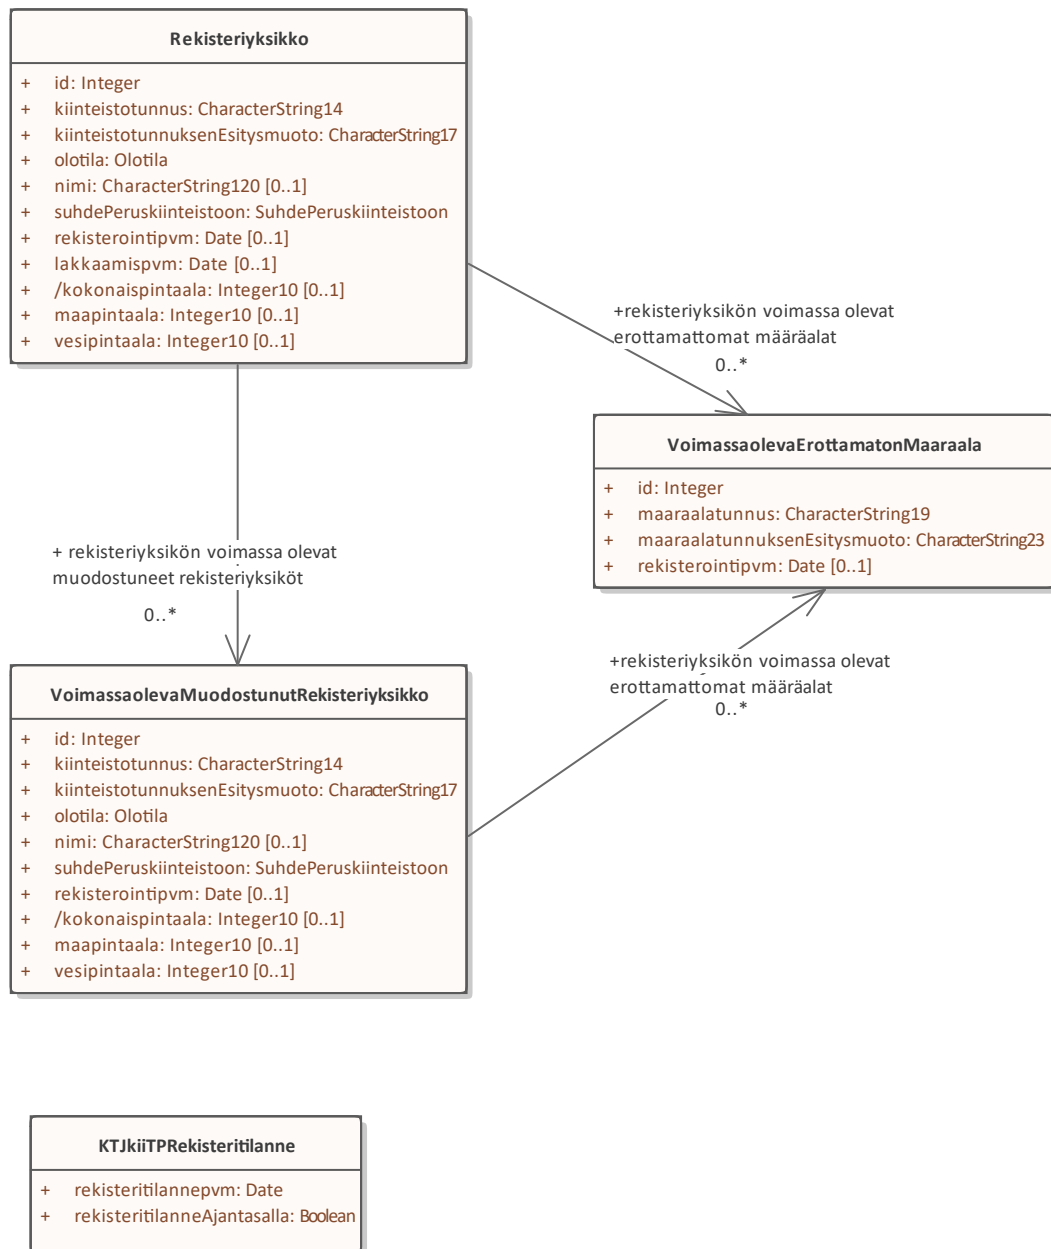 Rekisteriyksikko
+ id: Integer
+ kiinteistotunnus: CharacterString14
+ kiinteistotunnuksenEsitysmuoto: CharacterString17
+ olotila: Olotila
+ nimi: CharacterString120 [0..1]
+ suhdePeruskiinteistoon: SuhdePeruskiinteistoon
+ rekisterointipvm: Date [0..1]
+ lakkaamispvm: Date [0..1]
+ /kokonaispintaala: Integer10 [0..1]
+ maapintaala: Integer10 [0..1]
+ vesipintaala: Integer10 [0..1]
+rekisteriyksikön voimassa olevat
erottamattomat määräalat
0..*
VoimassaolevaErottamatonMaaraala
+ id: Integer
+ maaraalatunnus: CharacterString19
+ maaraalatunnuksenEsitysmuoto: CharacterString23
+ rekisterointipvm: Date [0..1]
+ rekisteriyksikön voimassa olevat
muodostuneet rekisteriyksiköt
0..*
+rekisteriyksikön voimassa olevat
erottamattomat määräalat
0..*
VoimassaolevaMuodostunutRekisteriyksikko
+ id: Integer
+ kiinteistotunnus: CharacterString14
+ kiinteistotunnuksenEsitysmuoto: CharacterString17
+ olotila: Olotila
+ nimi: CharacterString120 [0..1]
+ suhdePeruskiinteistoon: SuhdePeruskiinteistoon
+ rekisterointipvm: Date [0..1]
+ /kokonaispintaala: Integer10 [0..1]
+ maapintaala: Integer10 [0..1]
+ vesipintaala: Integer10 [0..1]
KTJkiiTPRekisteritilanne
+ rekisteritilannepvm: Date
+ rekisteritilanneAjantasalla: Boolean